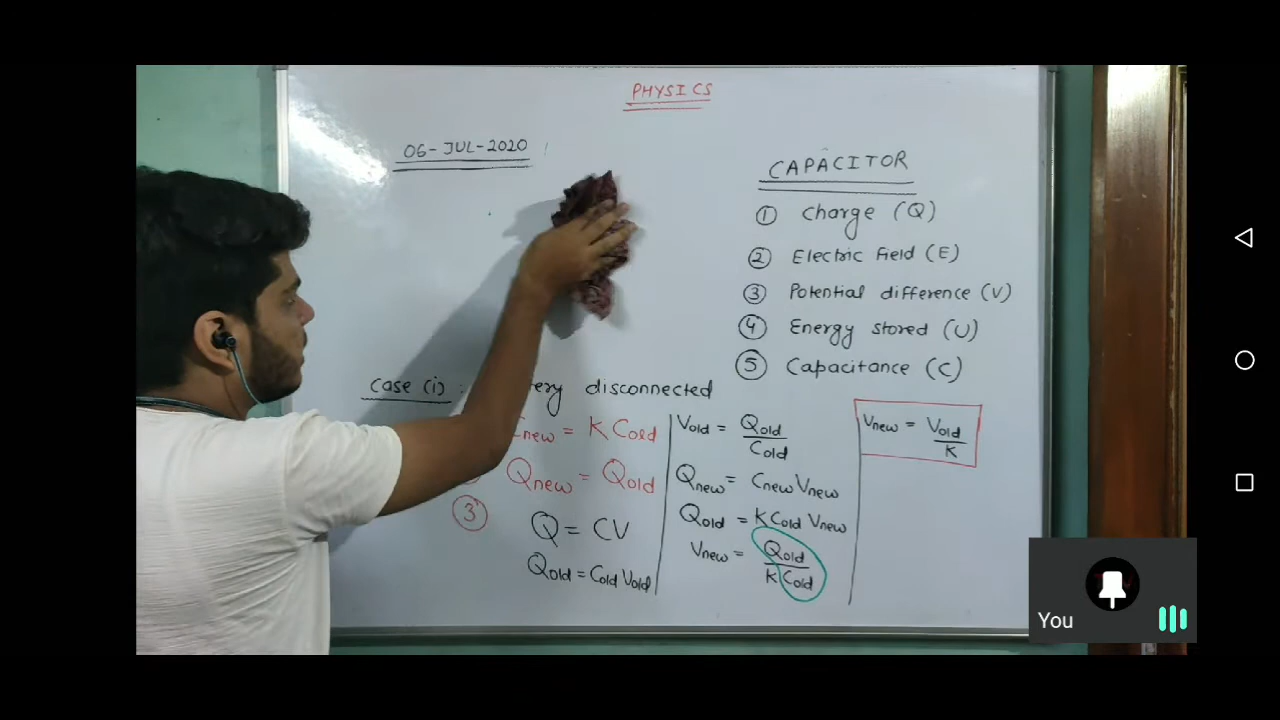 PHYSICS
06-JUL-2020
CAPACITOR
① Charge (Q)
② Electric Field (E)
③ Potential difference (V)
④ Energy stored (U)
⑤ Capacitance (C)
Case (i) : disconnected
Cnew = K Cold
Qnew = Qold
③
Q = CV
Qold = Cold Vold
Vold = Qold / Cold
Qnew = Cnew Vnew
Qold = K Cold Vnew
Vnew = Qold / K Cold
Vnew = Vold / K
You